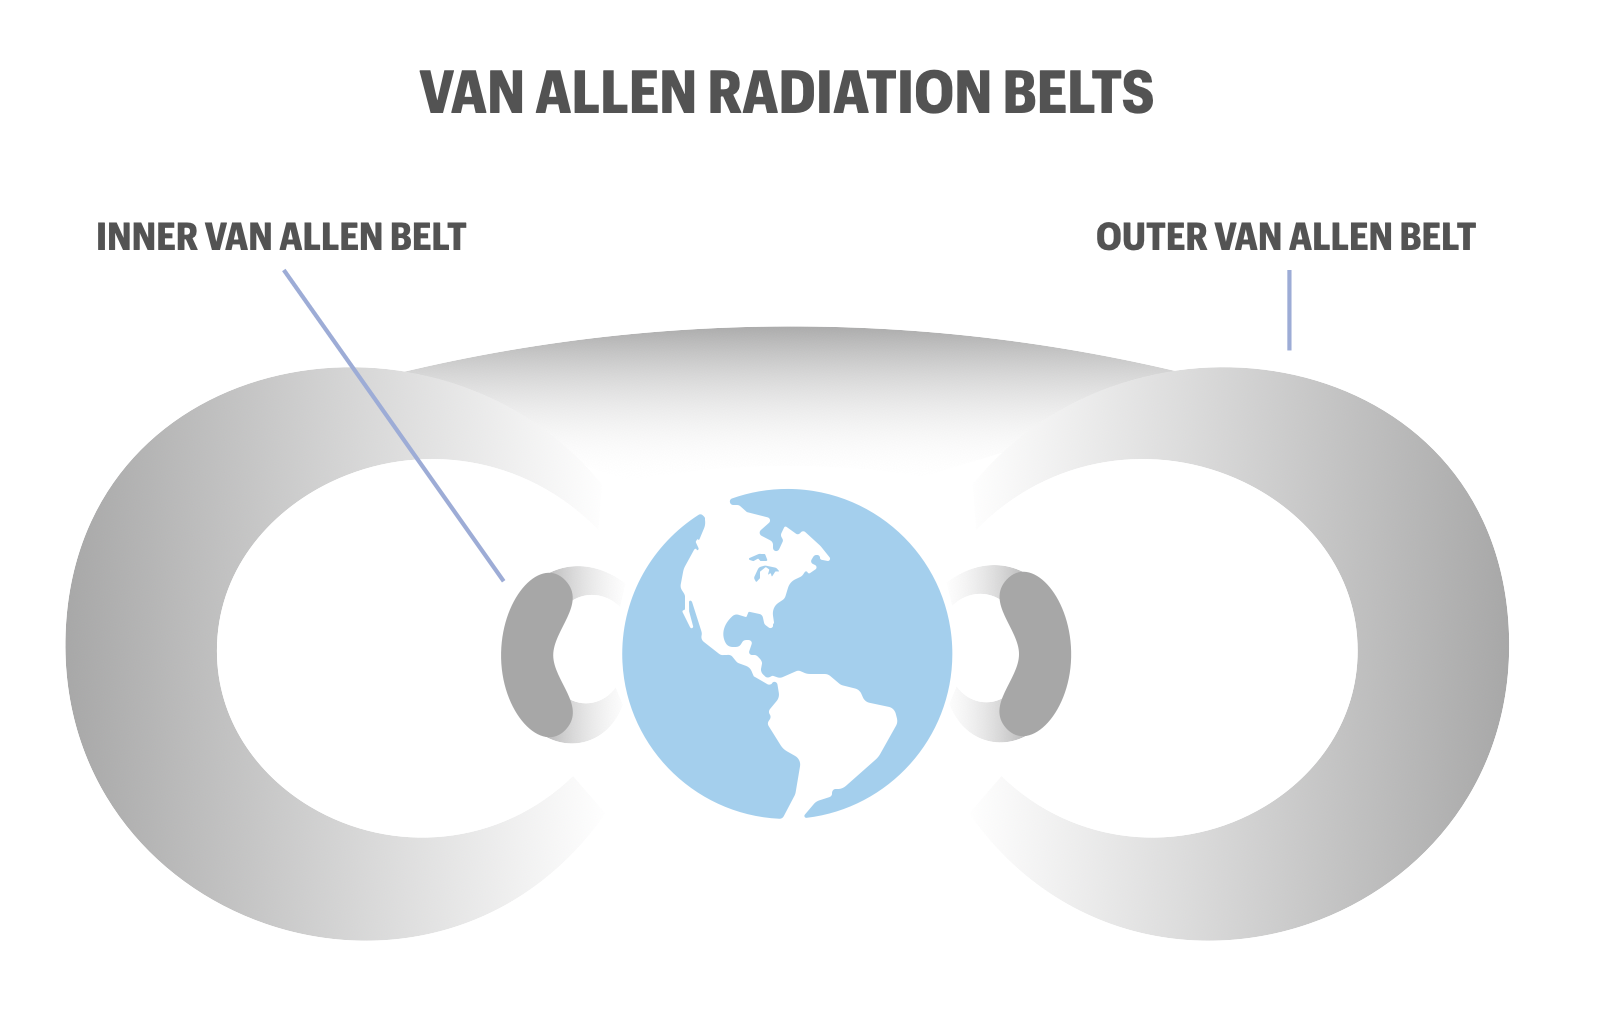 VAN ALLEN RADIATION BELTS
INNER VAN ALLEN BELT
OUTER VAN ALLEN BELT